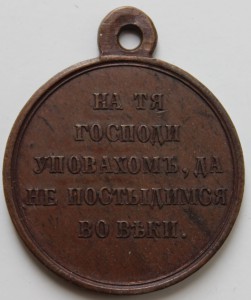 НА ТЯ
ГОСПОДИ
УПОВАХОМЪ, ДА
НЕ ПОСТЫДИМСЯ
ВО ВѢКИ.